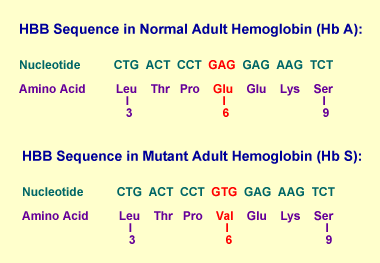 HBB Sequence in Normal Adult Hemoglobin (Hb A):
Nucleotide CTG ACT CCT GAG GAG AAG TCT
Amino Acid Leu Thr Pro Glu Glu Lys Ser
3 6 9
HBB Sequence in Mutant Adult Hemoglobin (Hb S):
Nucleotide CTG ACT CCT GTG GAG AAG TCT
Amino Acid Leu Thr Pro Val Glu Lys Ser
3 6 9